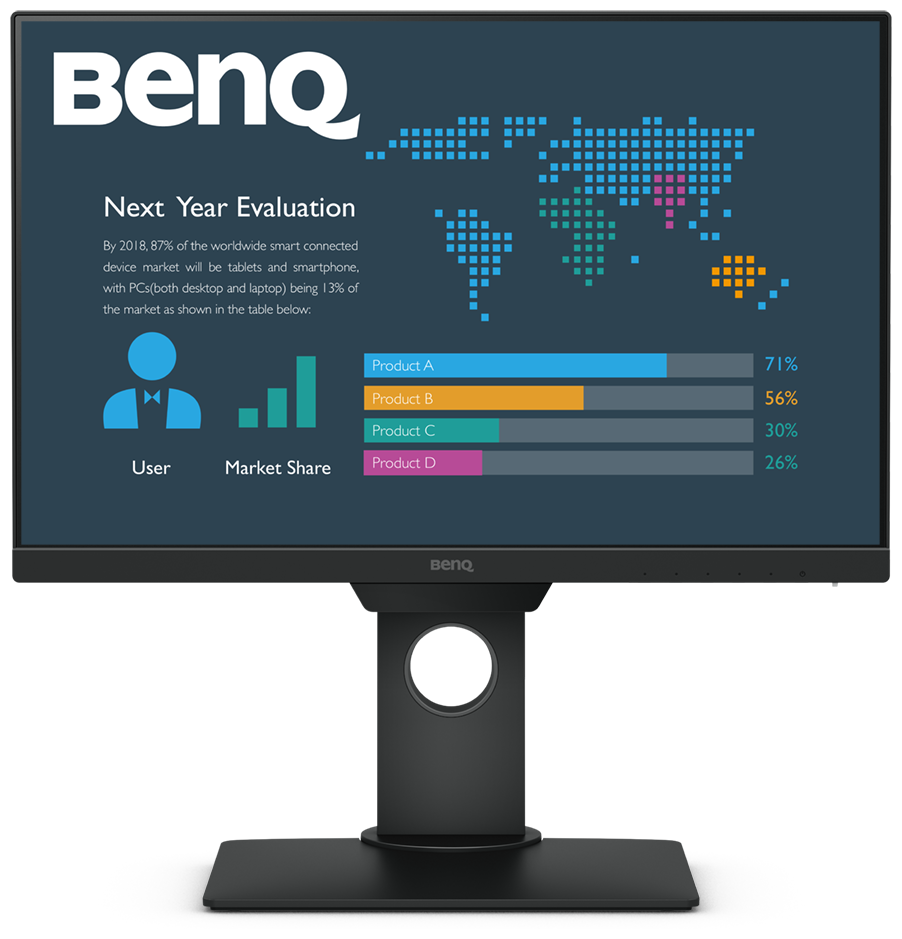 BenQ
Next Year Evaluation
By 2018, 87% of the worldwide smart connected
device market will be tablets and smartphone,
with PCs(both desktop and laptop) being 13% of
the market as shown in the table below:
User
Market Share
Product A 71%
Product B 56%
Product C 30%
Product D 26%
BenQ